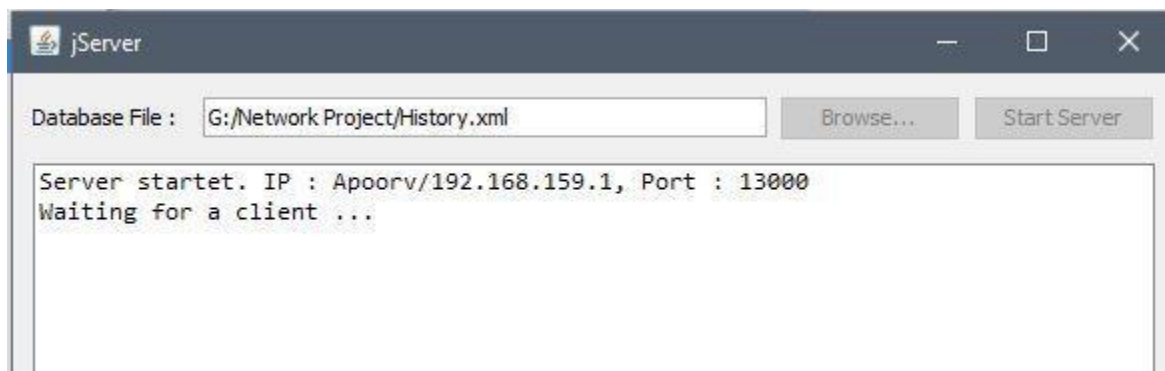 jServer
Database File : G:/Network Project/History.xml Browse... Start Server
Server startet. IP : Apoorv/192.168.159.1, Port : 13000
Waiting for a client ...